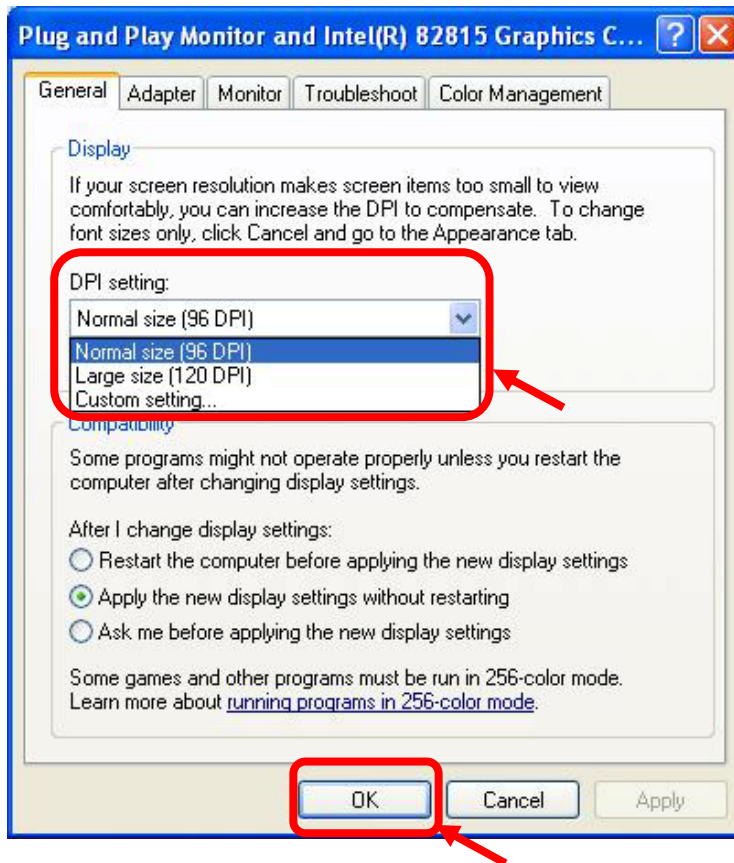 Plug and Play Monitor and Intel(R) 82815 Graphics C... ?
General Adapter Monitor Troubleshoot Color Management
Display
If your screen resolution makes screen items too small to view
comfortably, you can increase the DPI to compensate. To change
font sizes only, click Cancel and go to the Appearance tab.
DPI setting:
Normal size (96 DPI)
Normal size (96 DPI)
Large size (120 DPI)
Custom setting...
Compatibility
Some programs might not operate properly unless you restart the
computer after changing display settings.
After I change display settings:
Restart the computer before applying the new display settings
Apply the new display settings without restarting
Ask me before applying the new display settings
Some games and other programs must be run in 256-color mode.
Learn more about running programs in 256-color mode.
OK Cancel Apply